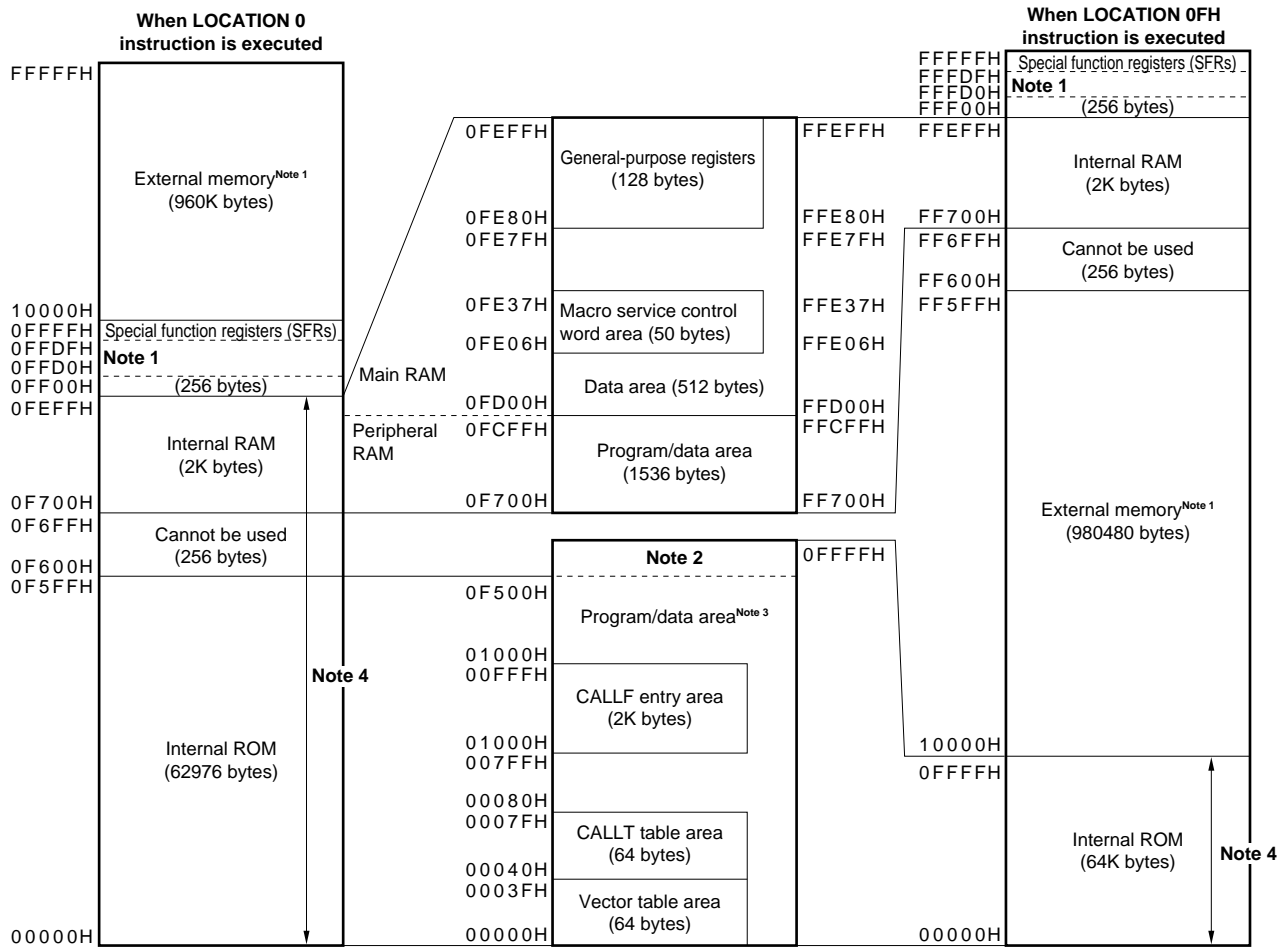 When LOCATION 0
instruction is executed
FFFFFH
External memory Note 1
(960K bytes)
10000H
0FFFFH
Special function registers (SFRs)
0FFDFH
Note 1
0FFD0H
0FF00H
(256 bytes)
0FEFFH
Internal RAM
(2K bytes)
0F700H
0F6FFH
Cannot be used
(256 bytes)
0F600H
0F5FFH
Note 4
Internal ROM
(62976 bytes)
00000H
Main RAM
Peripheral
RAM
0FEFFH
General-purpose registers
(128 bytes)
0FE80H
0FE7FH
0FE37H
Macro service control
word area (50 bytes)
0FE06H
Data area (512 bytes)
0FD00H
0FCFFH
Program/data area
(1536 bytes)
0F700H
FFEFFH
FFE80H
FFE7FH
FFE37H
FFE06H
FFD00H
FFCFFH
FF700H
Note 2
0FFFFH
0F500H
Program/data area Note 3
01000H
00FFFH
CALLF entry area
(2K bytes)
01000H
007FFH
00080H
0007FH
CALLT table area
(64 bytes)
00040H
0003FH
Vector table area
(64 bytes)
00000H
When LOCATION 0FH
instruction is executed
FFFFFH
Special function registers (SFRs)
FFFDFH
Note 1
FFFD0H
FFF00H
(256 bytes)
FFEFFH
Internal RAM
(2K bytes)
FF700H
FF6FFH
Cannot be used
(256 bytes)
FF600H
FF5FFH
External memory Note 1
(980480 bytes)
10000H
0FFFFH
Internal ROM
(64K bytes)
Note 4
00000H